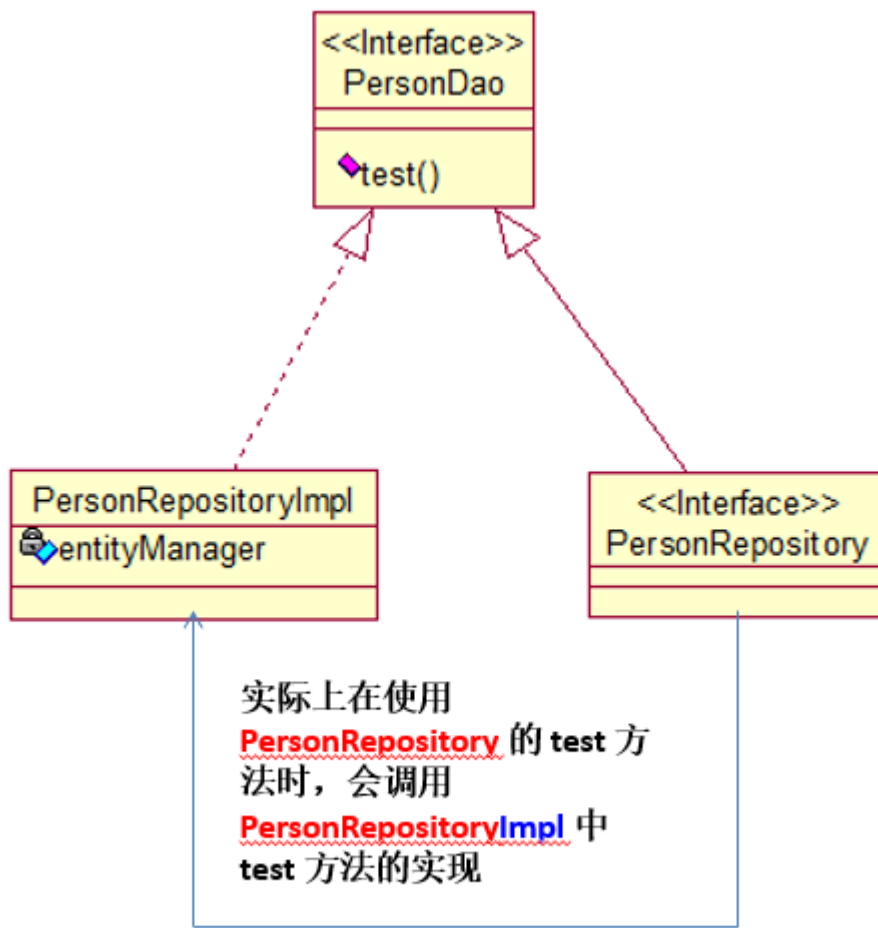 <<Interface>>
PersonDao
test()
PersonRepositoryImpl
entityManager
<<Interface>>
PersonRepository
实际上在使用
PersonRepository 的 test 方
法时，会调用
PersonRepositoryImpl 中
test 方法的实现